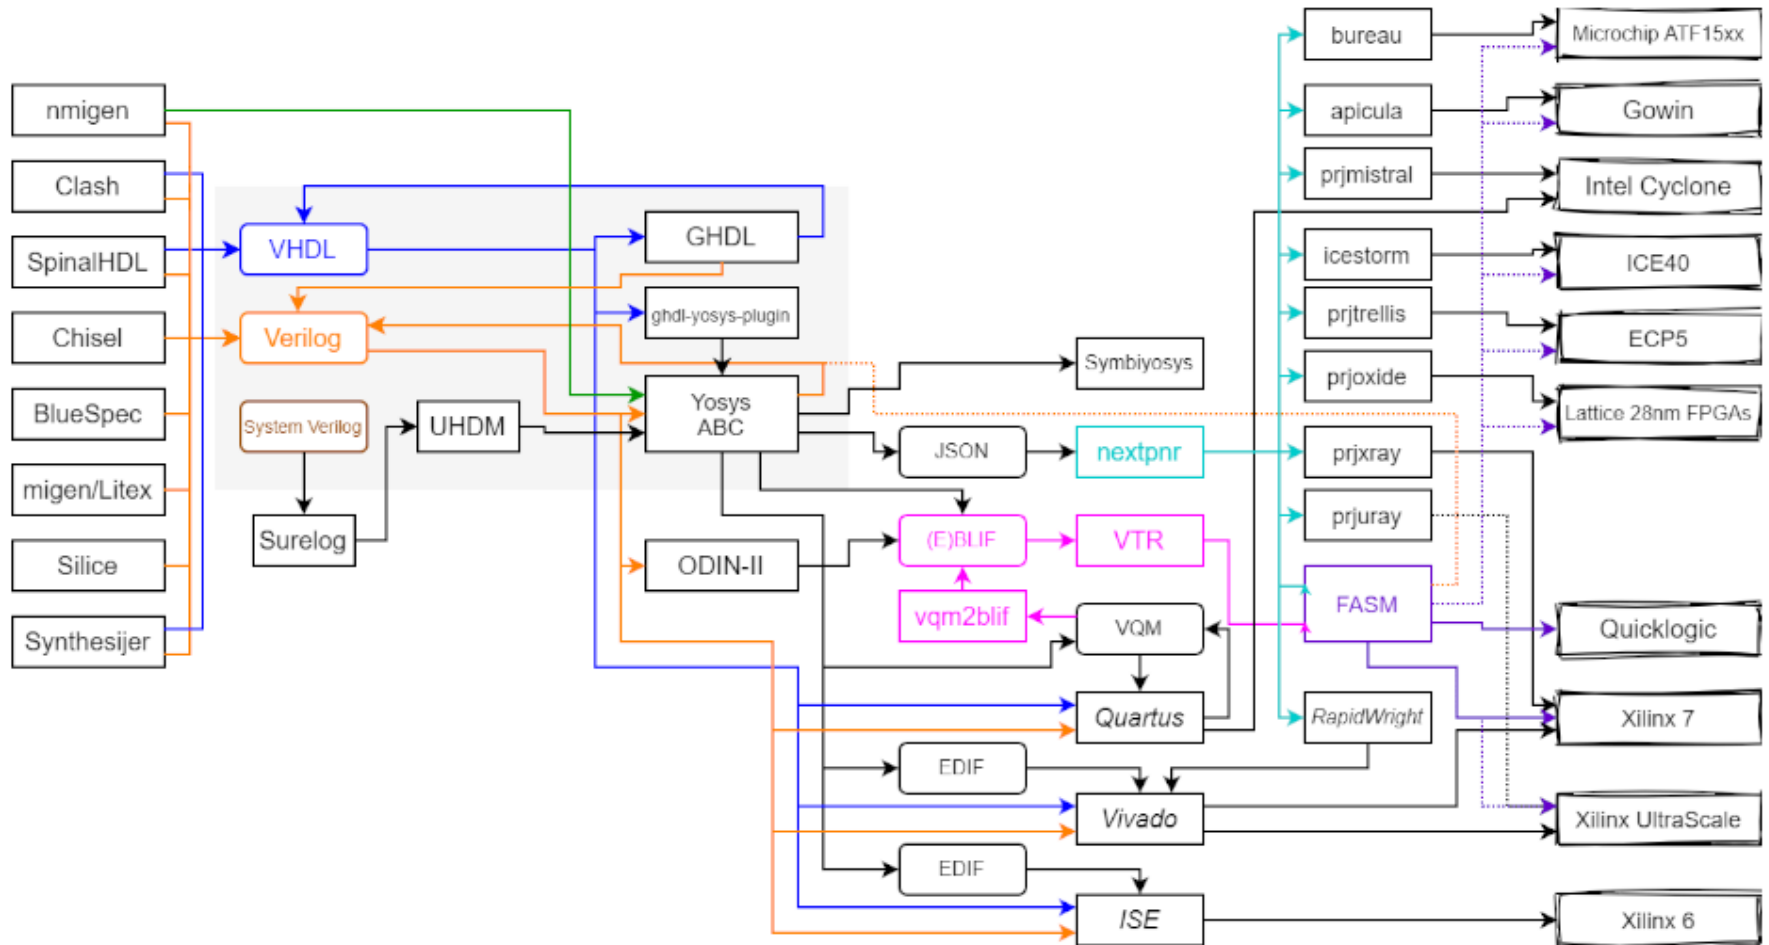 nmigen
Clash
SpinalHDL
Chisel
BlueSpec
migen/Litex
Silice
Synthesijer
VHDL
Verilog
System Verilog
Surelog
UHDM
GHDL
ghdl-yosys-plugin
Yosys
ABC
ODIN-II
Symbiyosys
JSON
nextpnr
(E)BLIF
VTR
vqm2blif
VQM
Quartus
EDIF
Vivado
EDIF
ISE
bureau
apicula
prjmistral
icestorm
prjtrellis
prjoxide
prjxray
prjuray
FASM
RapidWright
Microchip ATF15xx
Gowin
Intel Cyclone
ICE40
ECP5
Lattice 28nm FPGAs
Quicklogic
Xilinx 7
Xilinx UltraScale
Xilinx 6